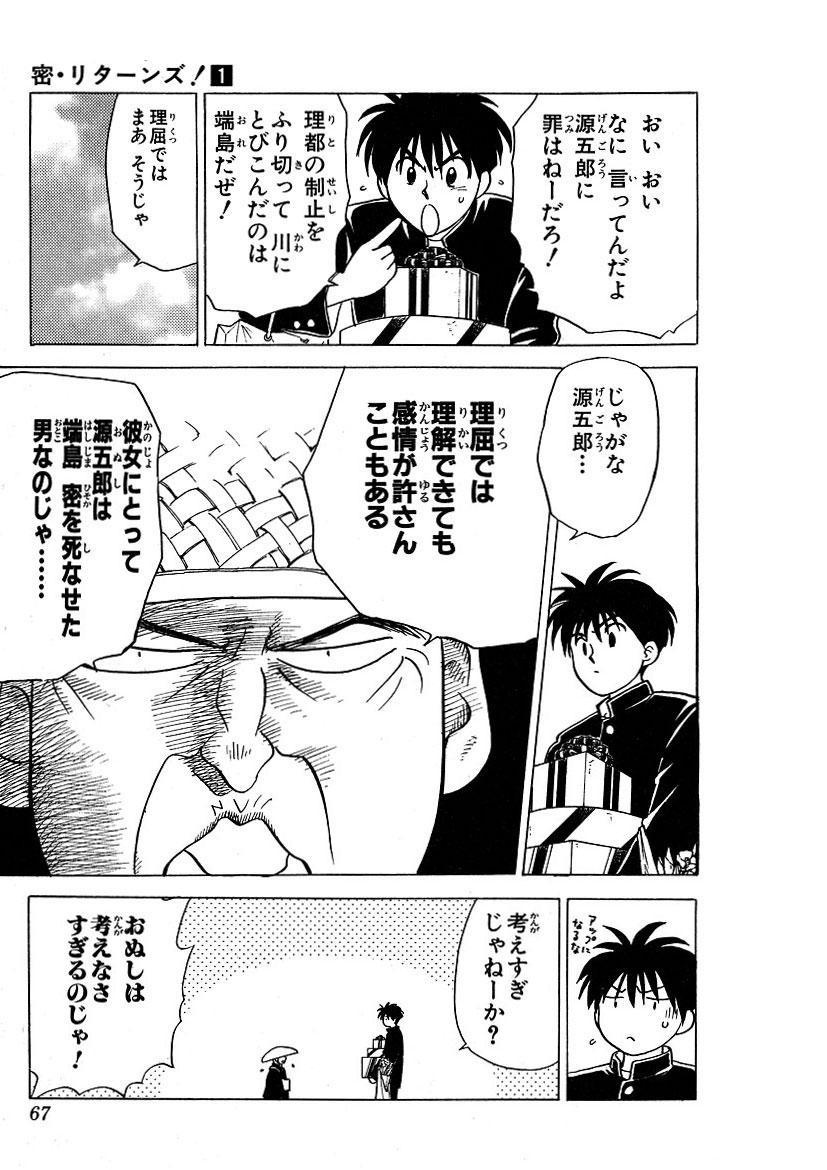 密・リターンズ！1
おい おい
なに 言ってんだよ
源五郎に
罪はねーだろ！
理都の制止を
ふり切って 川に
とびこんだのは
端島だぜ！
理屈では
まあ そうじゃ
じゃがな
源五郎…
理屈では
理解できても
感情が許さん
こともある
彼女にとって
源五郎は
端島 密を死なせた
男なのじゃ……
アップに
なるな
考えすぎ
じゃねーか？
おぬしは
考えなさ
すぎるのじゃ！
67